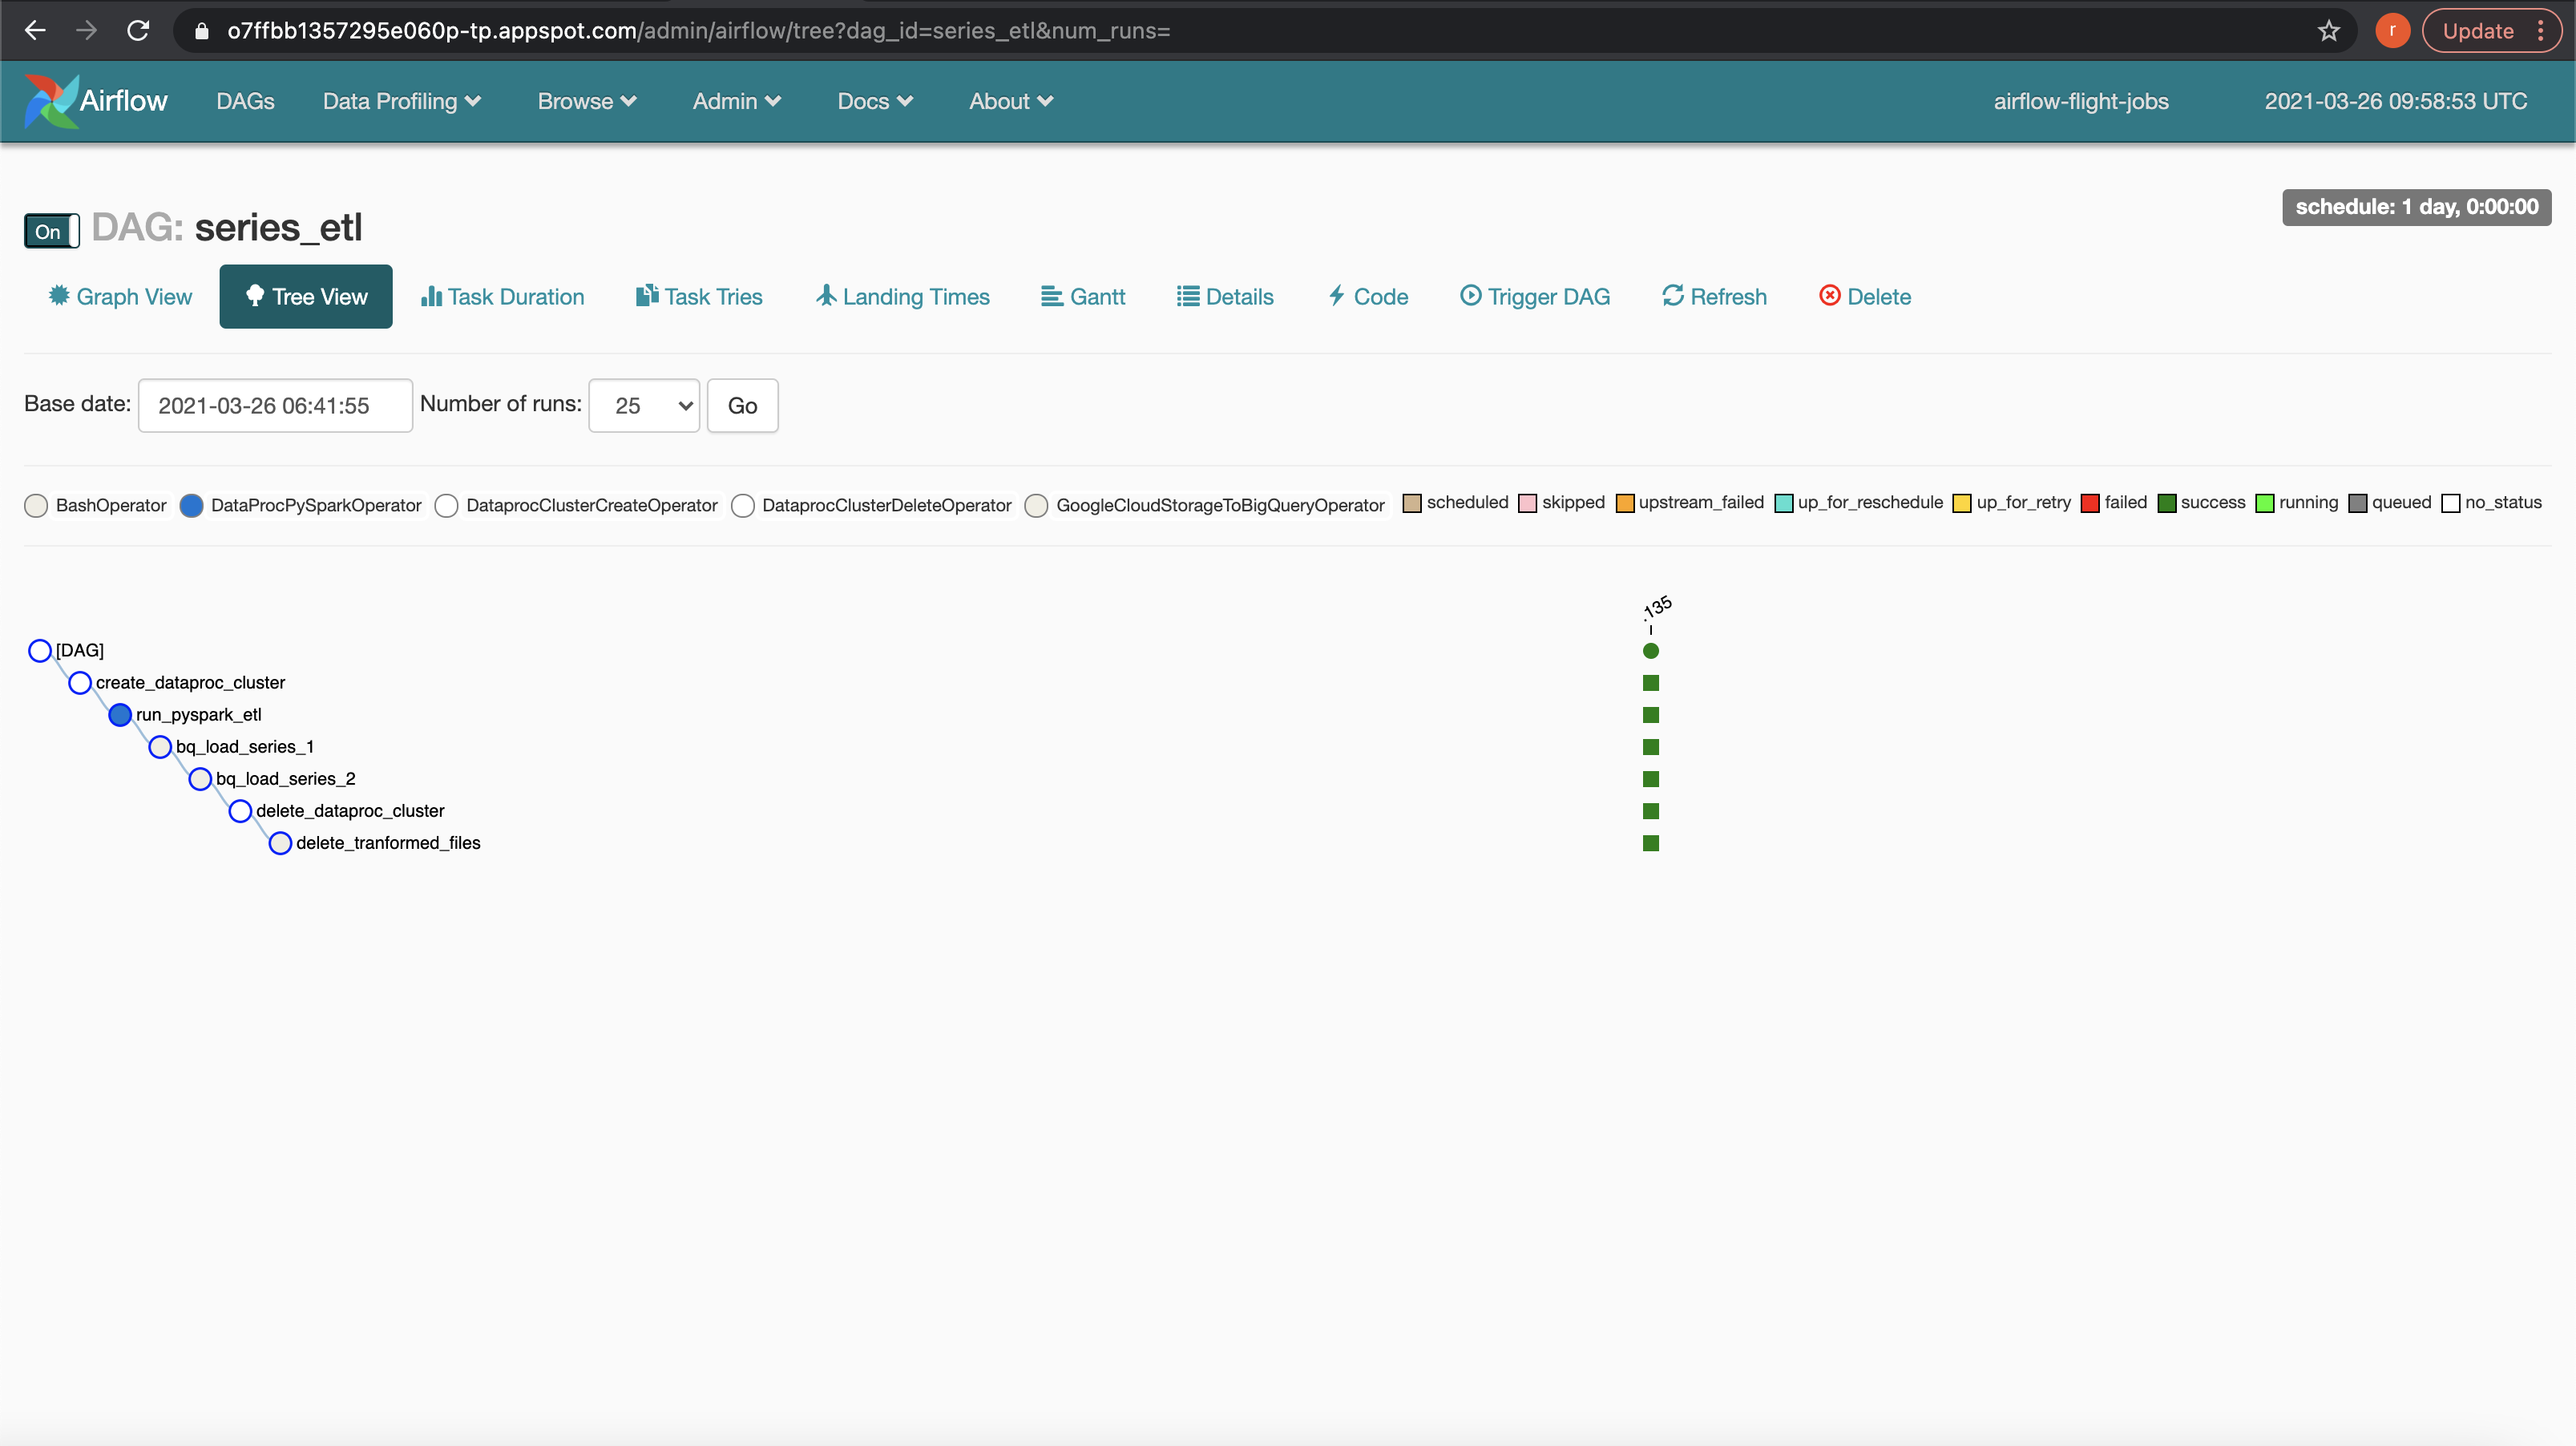 o7ffbb1357295e060p-tp.appspot.com/admin/airflow/tree?dag_id=series_etl&num_runs=
r
Update
Airflow DAGs Data Profiling Browse Admin Docs About airflow-flight-jobs 2021-03-26 09:58:53 UTC
schedule: 1 day, 0:00:00
On DAG: series_etl
Graph View Tree View Task Duration Task Tries Landing Times Gantt Details Code Trigger DAG Refresh Delete
Base date: 2021-03-26 06:41:55 Number of runs: 25 Go
BashOperator DataProcPySparkOperator DataprocClusterCreateOperator DataprocClusterDeleteOperator GoogleCloudStorageToBigQueryOperator scheduled skipped upstream_failed up_for_reschedule up_for_retry failed success running queued no_status
.135
[DAG]
create_dataproc_cluster
run_pyspark_etl
bq_load_series_1
bq_load_series_2
delete_dataproc_cluster
delete_tranformed_files